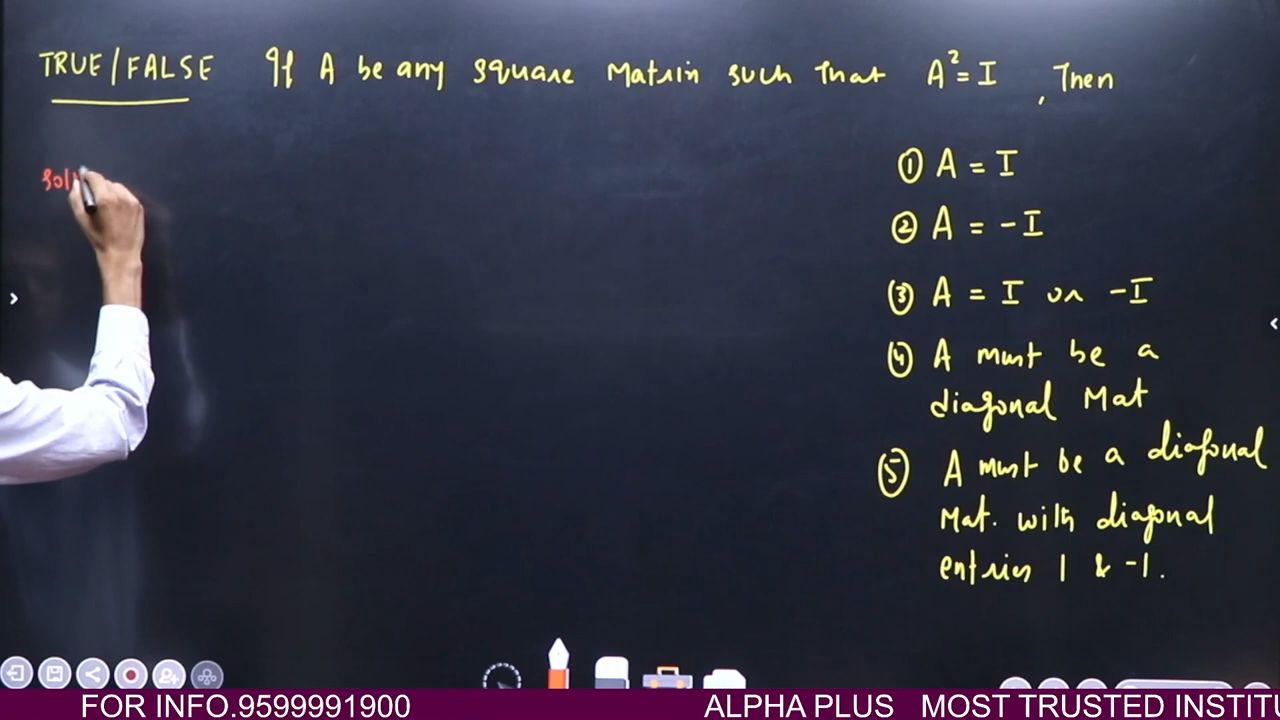 TRUE/FALSE If A be any square Matrix such that A²=I , Then
① A = I
② A = -I
③ A = I or -I
④ A must be a
diagonal Mat
⑤ A must be a diagonal
Mat. with diagonal
entries 1 & -1.
Sol
FOR INFO.9599991900 ALPHA PLUS MOST TRUSTED INSTITU